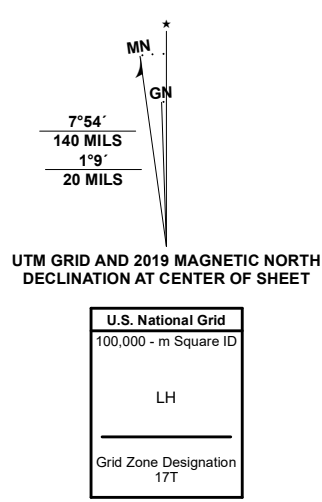 ★
MN
GN
7°54´
140 MILS
1°9´
20 MILS
UTM GRID AND 2019 MAGNETIC NORTH
DECLINATION AT CENTER OF SHEET
U.S. National Grid
100,000 - m Square ID
LH
Grid Zone Designation
17T